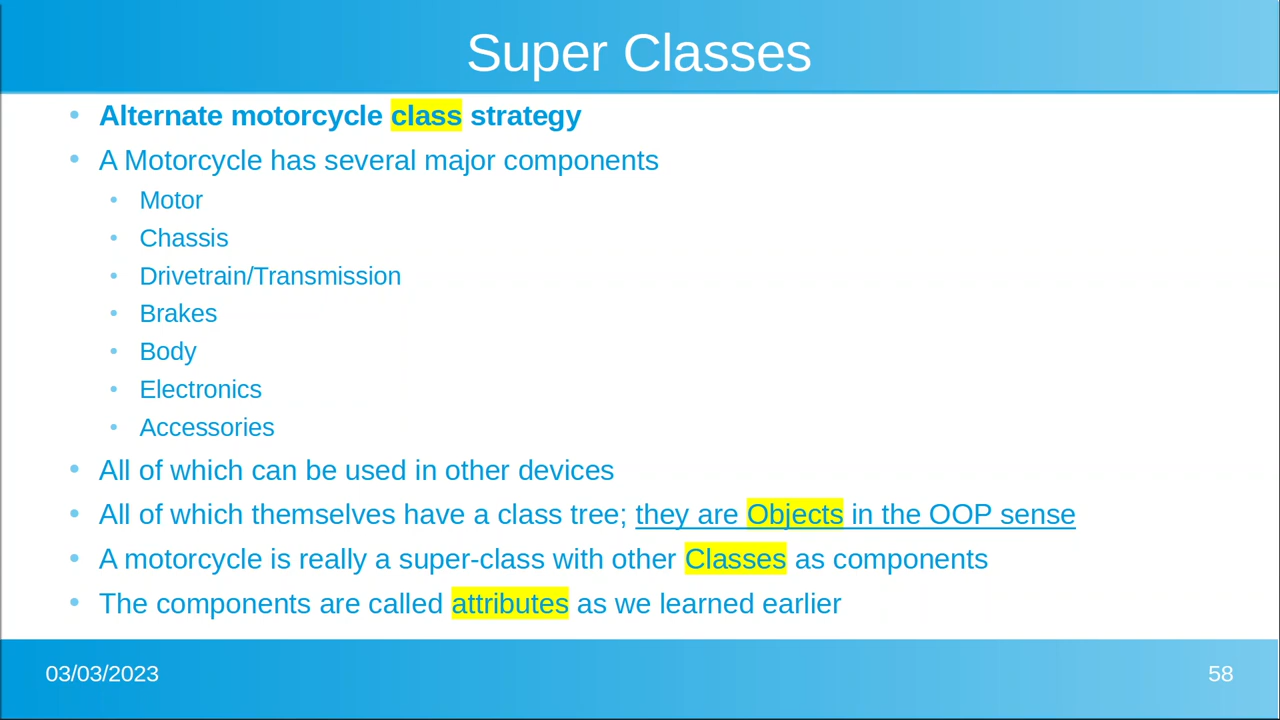 Super Classes
• Alternate motorcycle class strategy
• A Motorcycle has several major components
• Motor
• Chassis
• Drivetrain/Transmission
• Brakes
• Body
• Electronics
• Accessories
• All of which can be used in other devices
• All of which themselves have a class tree; they are Objects in the OOP sense
• A motorcycle is really a super-class with other Classes as components
• The components are called attributes as we learned earlier
03/03/2023
58